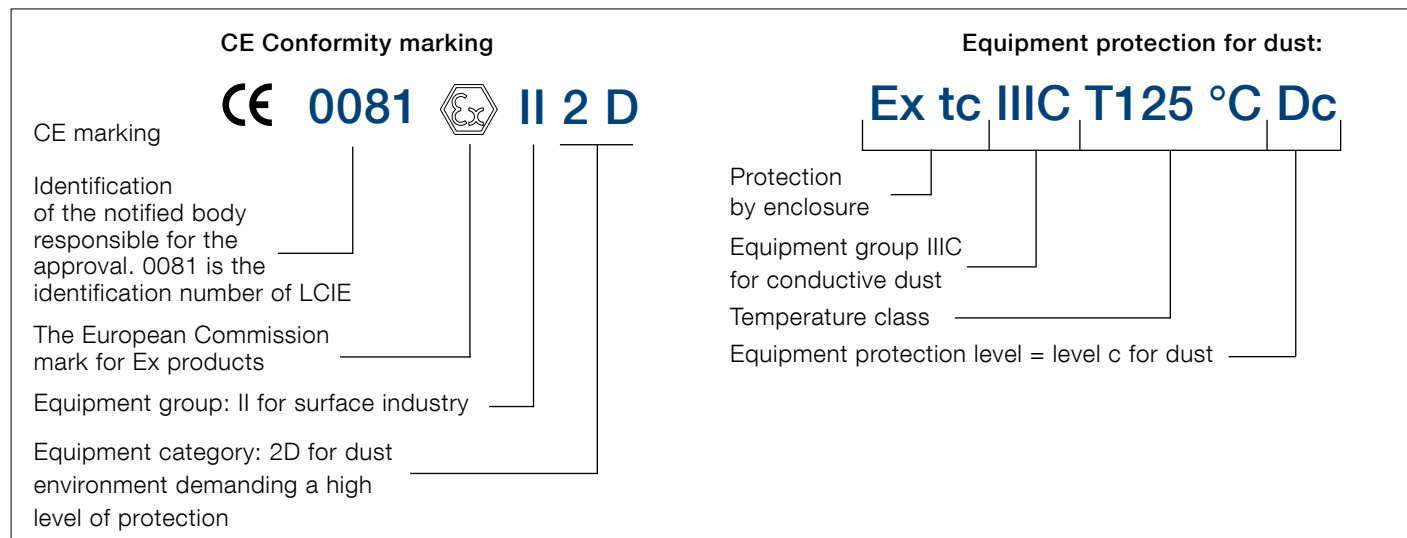 CE Conformity marking
CE 0081 Ex II 2 D
CE marking
Identification
of the notified body
responsible for the
approval. 0081 is the
identification number of LCIE
The European Commission
mark for Ex products
Equipment group: II for surface industry
Equipment category: 2D for dust
environment demanding a high
level of protection
Equipment protection for dust:
Ex tc IIIC T125 °C Dc
Protection
by enclosure
Equipment group IIIC
for conductive dust
Temperature class
Equipment protection level = level c for dust